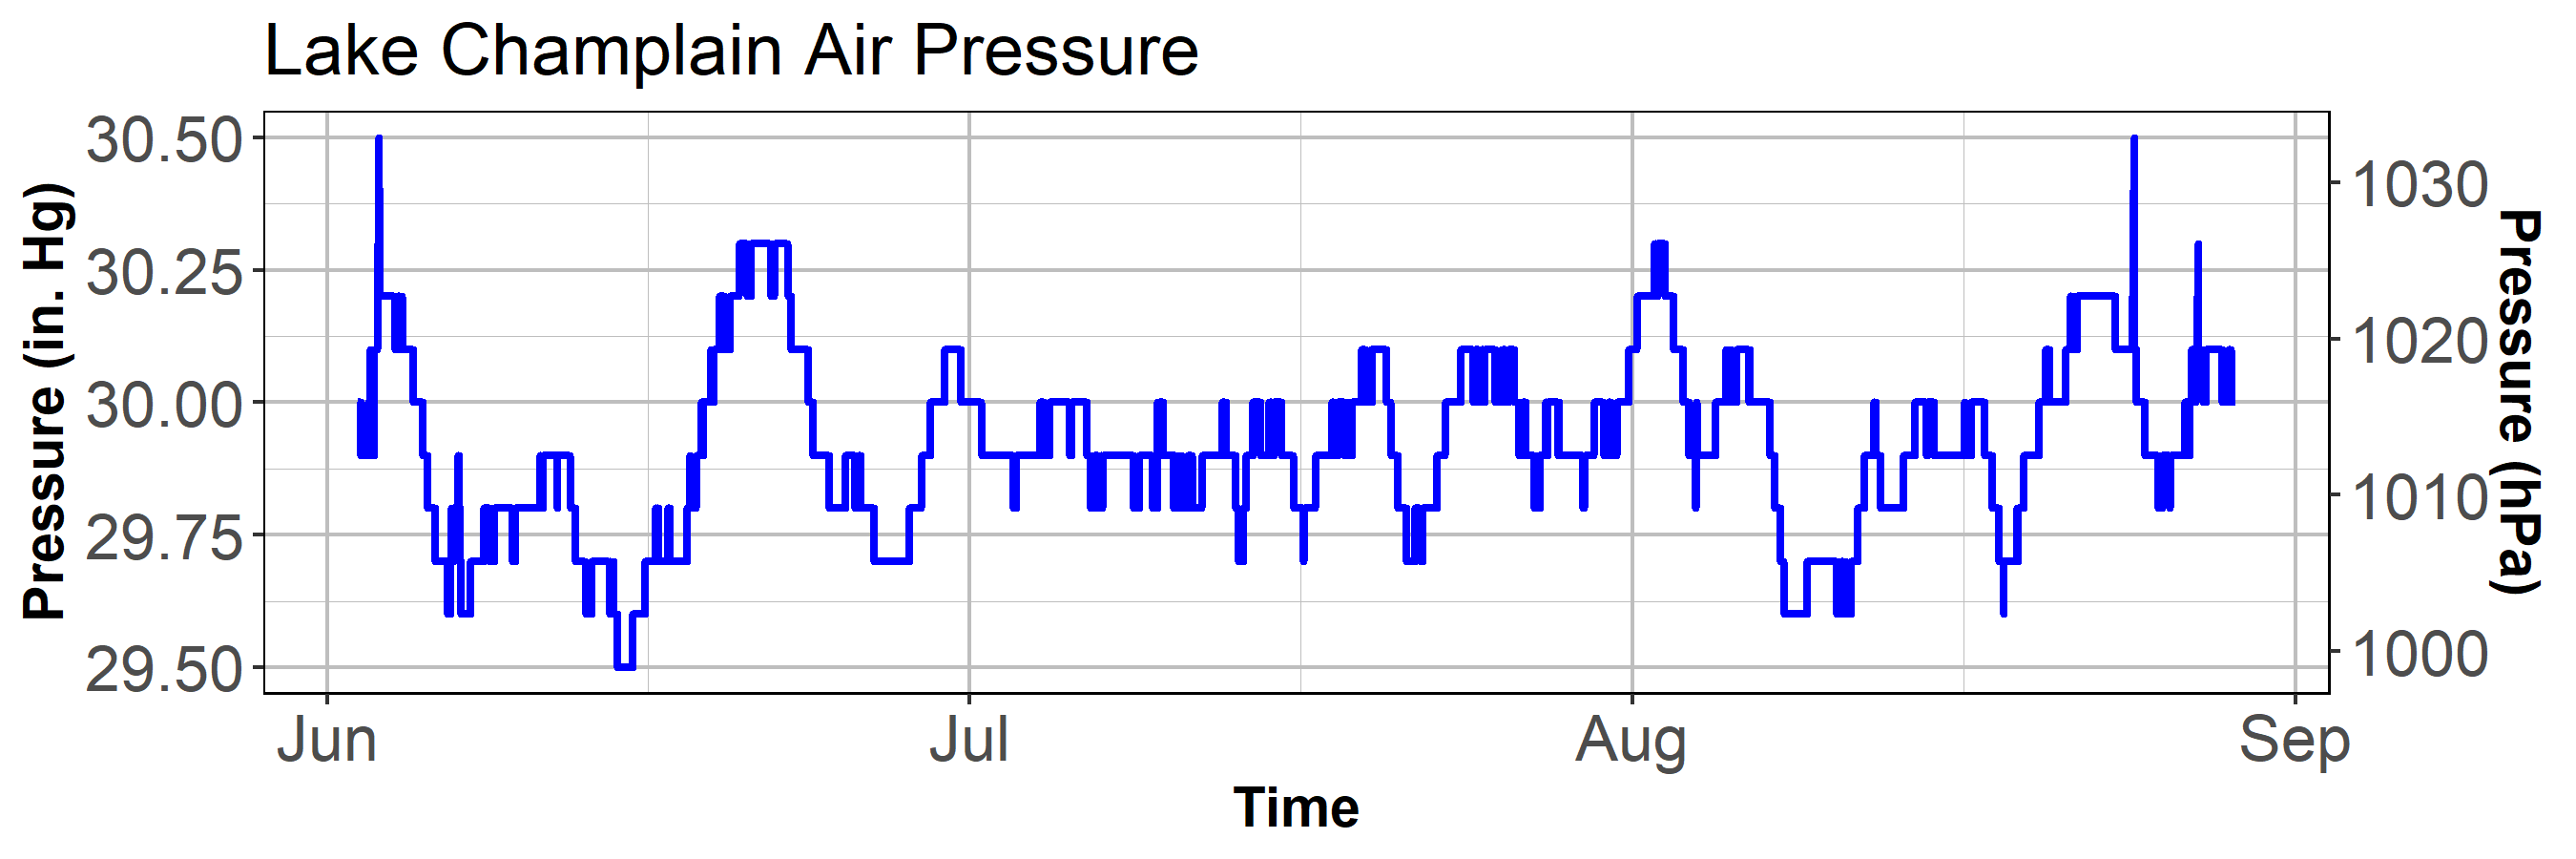 Lake Champlain Air Pressure
Pressure (in. Hg)
30.50
30.25
30.00
29.75
29.50
1030
1020
1010
1000
Pressure (hPa)
Jun Jul Aug Sep
Time